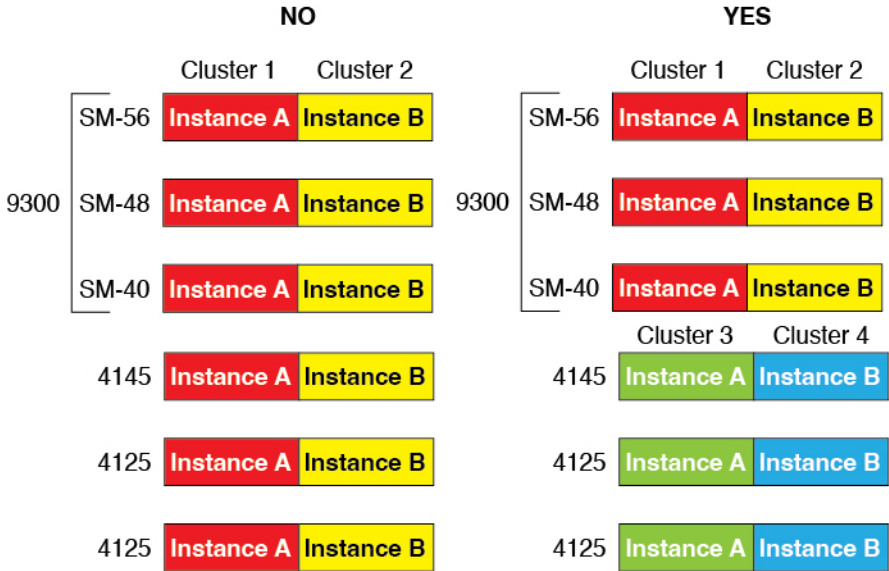 NO
Cluster 1 Cluster 2
SM-56 Instance A Instance B
9300 SM-48 Instance A Instance B
SM-40 Instance A Instance B
4145 Instance A Instance B
4125 Instance A Instance B
4125 Instance A Instance B
YES
Cluster 1 Cluster 2
SM-56 Instance A Instance B
9300 SM-48 Instance A Instance B
SM-40 Instance A Instance B
Cluster 3 Cluster 4
4145 Instance A Instance B
4125 Instance A Instance B
4125 Instance A Instance B